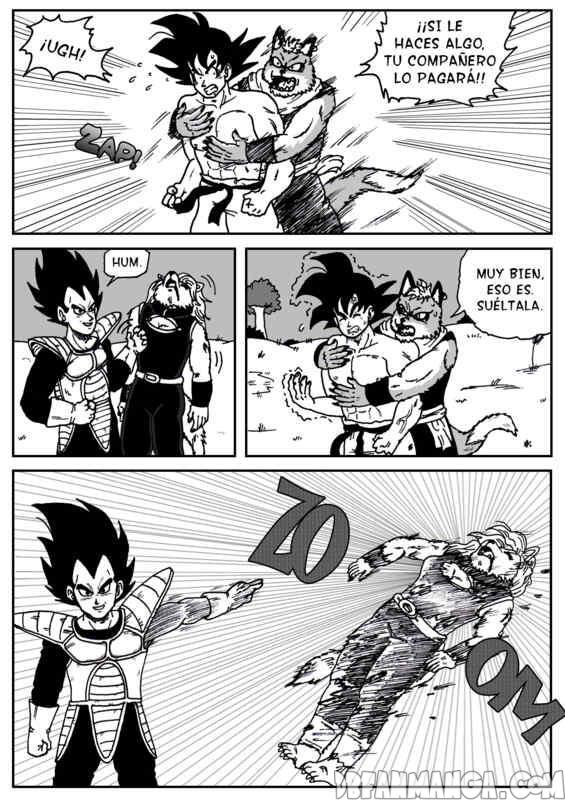 ¡UGH!
¡¡SI LE
HACES ALGO,
TU COMPAÑERO
LO PAGARÁ!!
ZAP!
HUM.
MUY BIEN,
ESO ES.
SUÉLTALA.
ZO
OM
DBFANMANGA.COM